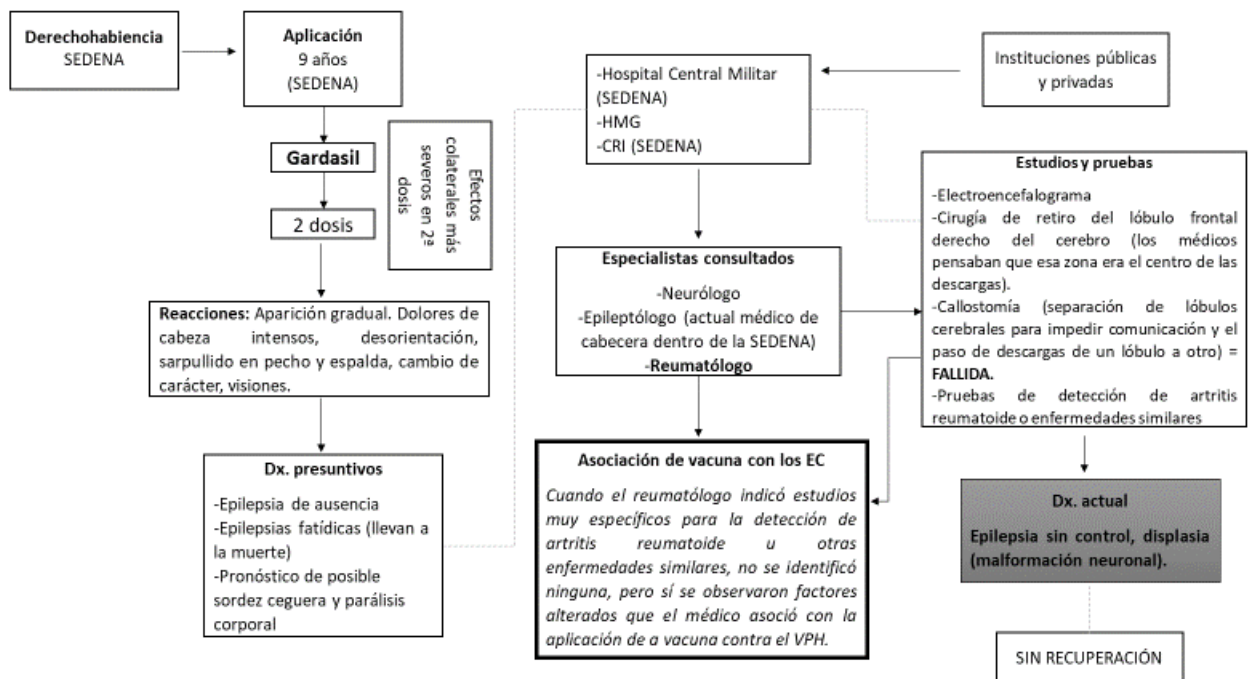 Derechohabiencia
SEDENA
Aplicación
9 años
(SEDENA)
Gardasil
2 dosis
Efectos
colaterales más
severos en 2ª
dosis
Reacciones: Aparición gradual. Dolores de
cabeza intensos, desorientación,
sarpullido en pecho y espalda, cambio de
carácter, visiones.
Dx. presuntivos
-Epilepsia de ausencia
-Epilepsias fatídicas (llevan a
la muerte)
-Pronóstico de posible
sordez ceguera y parálisis
corporal
-Hospital Central Militar
(SEDENA)
-HMG
-CRI (SEDENA)
Instituciones públicas
y privadas
Especialistas consultados
-Neurólogo
-Epileptólogo (actual médico de
cabecera dentro de la SEDENA)
-Reumatólogo
Asociación de vacuna con los EC
Cuando el reumatólogo indicó estudios
muy específicos para la detección de
artritis reumatoide u otras
enfermedades similares, no se identificó
ninguna, pero sí se observaron factores
alterados que el médico asoció con la
aplicación de a vacuna contra el VPH.
Estudios y pruebas
-Electroencefalograma
-Cirugía de retiro del lóbulo frontal
derecho del cerebro (los médicos
pensaban que esa zona era el centro de las
descargas).
-Callostomía (separación de lóbulos
cerebrales para impedir comunicación y el
paso de descargas de un lóbulo a otro) =
FALLIDA.
-Pruebas de detección de artritis
reumatoide o enfermedades similares
Dx. actual
Epilepsia sin control, displasia
(malformación neuronal).
SIN RECUPERACIÓN